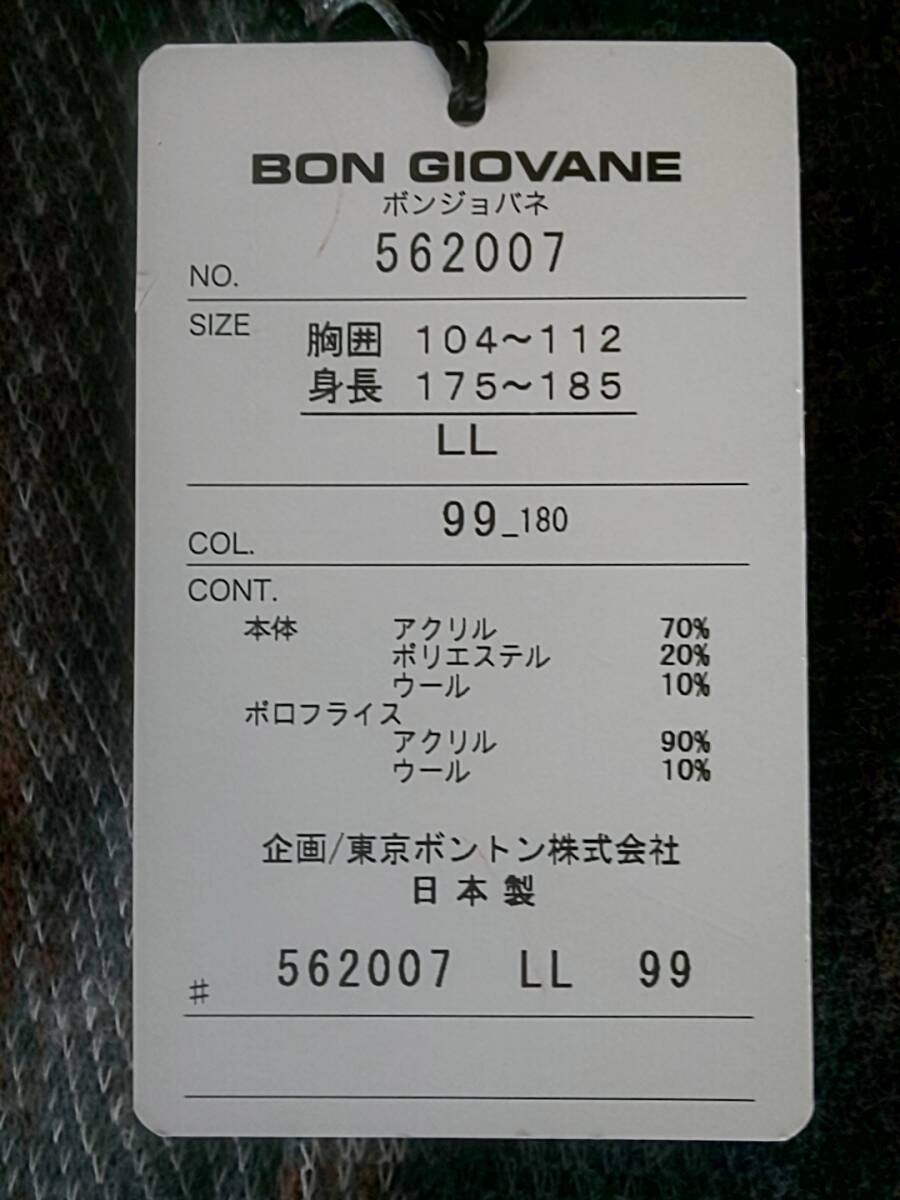 BON GIOVANE
ボンジョバネ
NO. 562007
SIZE 胸囲 104～112
身長 175～185
LL
COL. 99_180
CONT.
本体 アクリル 70%
ポリエステル 20%
ウール 10%
ポロフライス
アクリル 90%
ウール 10%
企画/東京ボントン株式会社
日本製
# 562007 LL 99